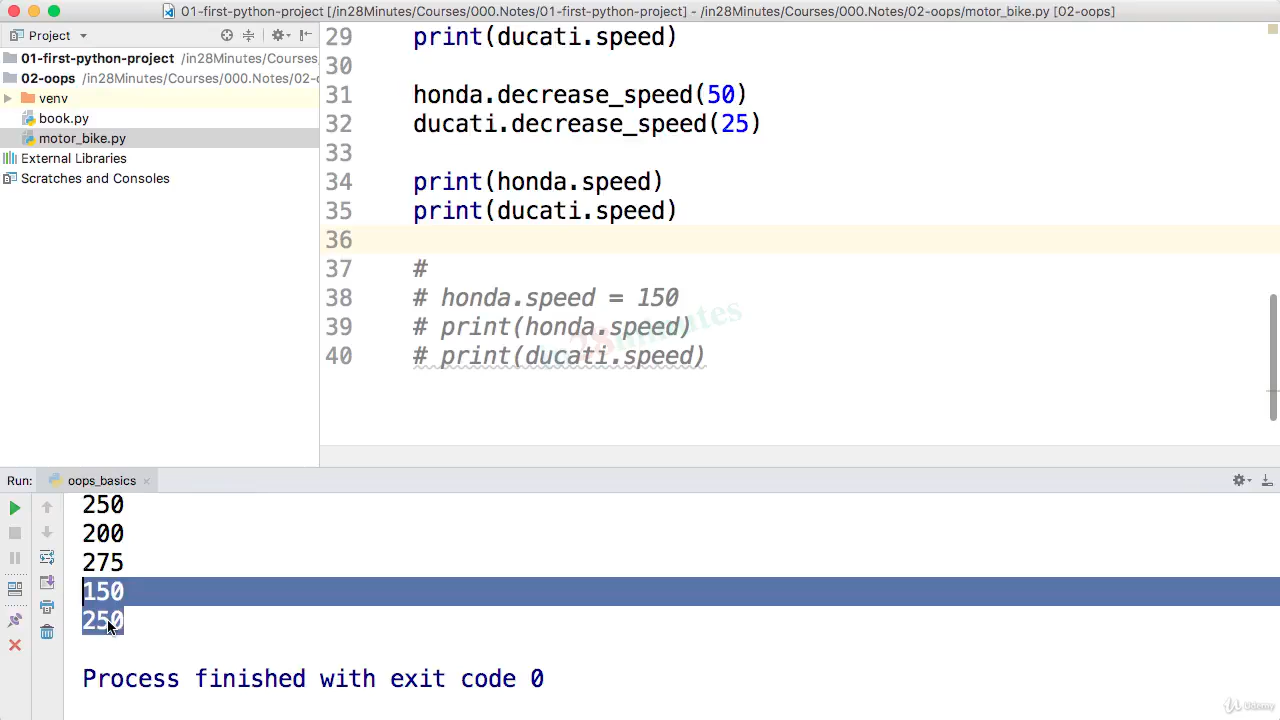 01-first-python-project [/in28Minutes/Courses/000.Notes/01-first-python-project] - /in28Minutes/Courses/000.Notes/02-oops/motor_bike.py [02-oops]
Project
01-first-python-project /in28Minutes/Courses
02-oops /in28Minutes/Courses/000.Notes/02-
venv
book.py
motor_bike.py
External Libraries
Scratches and Consoles
29 print(ducati.speed)
30
31 honda.decrease_speed(50)
32 ducati.decrease_speed(25)
33
34 print(honda.speed)
35 print(ducati.speed)
36
37 #
38 # honda.speed = 150
39 # print(honda.speed)
40 # print(ducati.speed)
in28minutes
Run: oops_basics
250
200
275
150
250
Process finished with exit code 0
Udemy